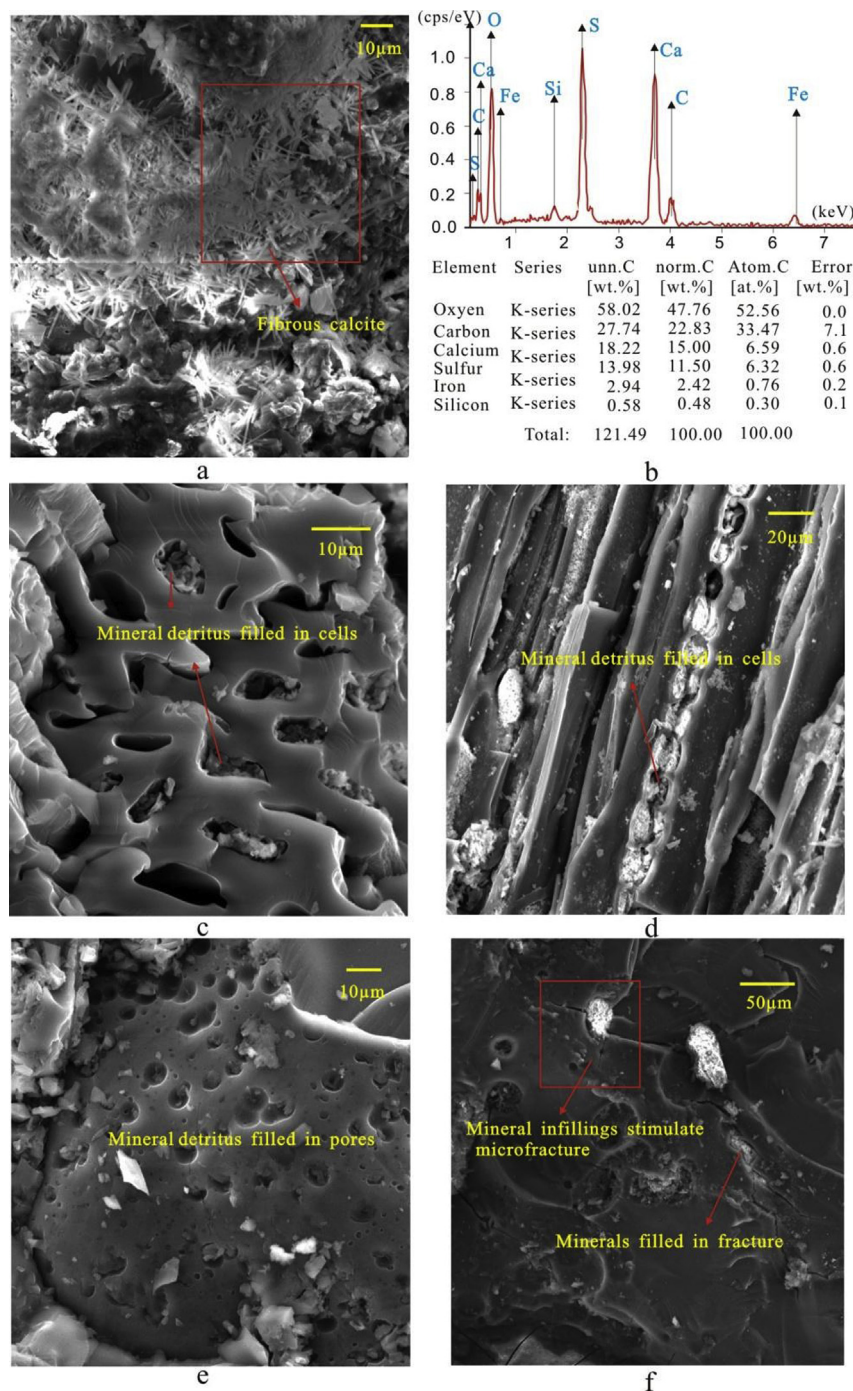 10μm
Fibrous calcite
a
(cps/eV)
O
S
Ca
Ca
Si
C
Fe
Fe
C
S
1.0
0.8
0.6
0.4
0.2
0.0
(keV)
1 2 3 4 5 6 7
Element Series unn.C norm.C Atom.C Error
[wt.%] [wt.%] [at.%] [wt.%]
Oxyen K-series 58.02 47.76 52.56 0.0
Carbon K-series 27.74 22.83 33.47 7.1
Calcium K-series 18.22 15.00 6.59 0.6
Sulfur K-series 13.98 11.50 6.32 0.6
Iron K-series 2.94 2.42 0.76 0.2
Silicon K-series 0.58 0.48 0.30 0.1
Total: 121.49 100.00 100.00
b
10μm
Mineral detritus filled in cells
c
20μm
Mineral detritus filled in cells
d
10μm
Mineral detritus filled in pores
e
50μm
Mineral infillings stimulate
microfracture
Minerals filled in fracture
f